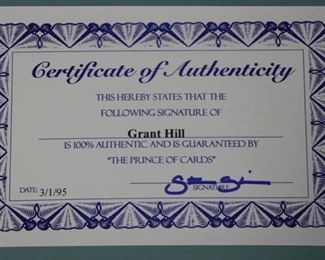 Certificate of Authenticity
THIS HEREBY STATES THAT THE
FOLLOWING SIGNATURE OF
Grant Hill
IS 100% AUTHENTIC AND IS GUARANTEED BY
"THE PRINCE OF CARDS"
DATE: 3/1/95
SIGNATURE